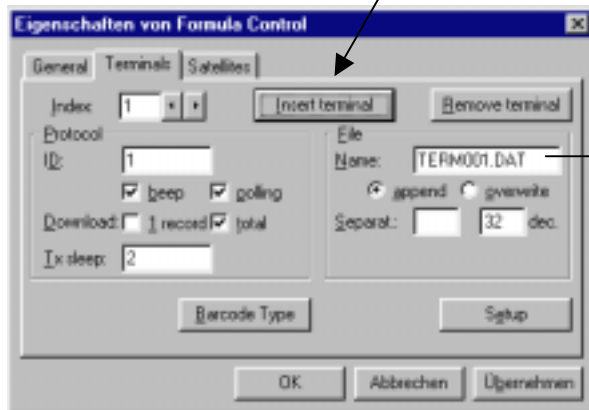 Eigenschaften von Formula Control
General Terminals Satellites
Index: 1 Insert terminal Remove terminal
Protocol File
ID: 1 Name: TERM001.DAT
beep polling append overwrite
Download: 1 record total Separat.: 32 dec.
Tx sleep: 2
Barcode Type Setup
OK Abbrechen Übernehmen